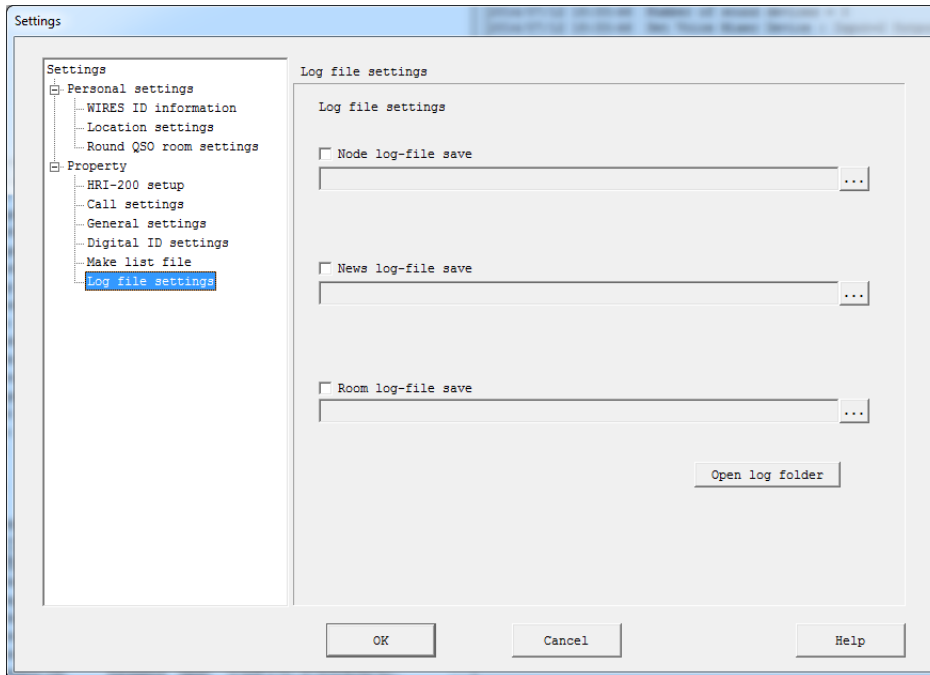 Settings
Settings
Personal settings
WIRES ID information
Location settings
Round QSO room settings
Property
HRI-200 setup
Call settings
General settings
Digital ID settings
Make list file
Log file settings
Log file settings
Log file settings
Node log-file save
...
News log-file save
...
Room log-file save
...
Open log folder
OK
Cancel
Help